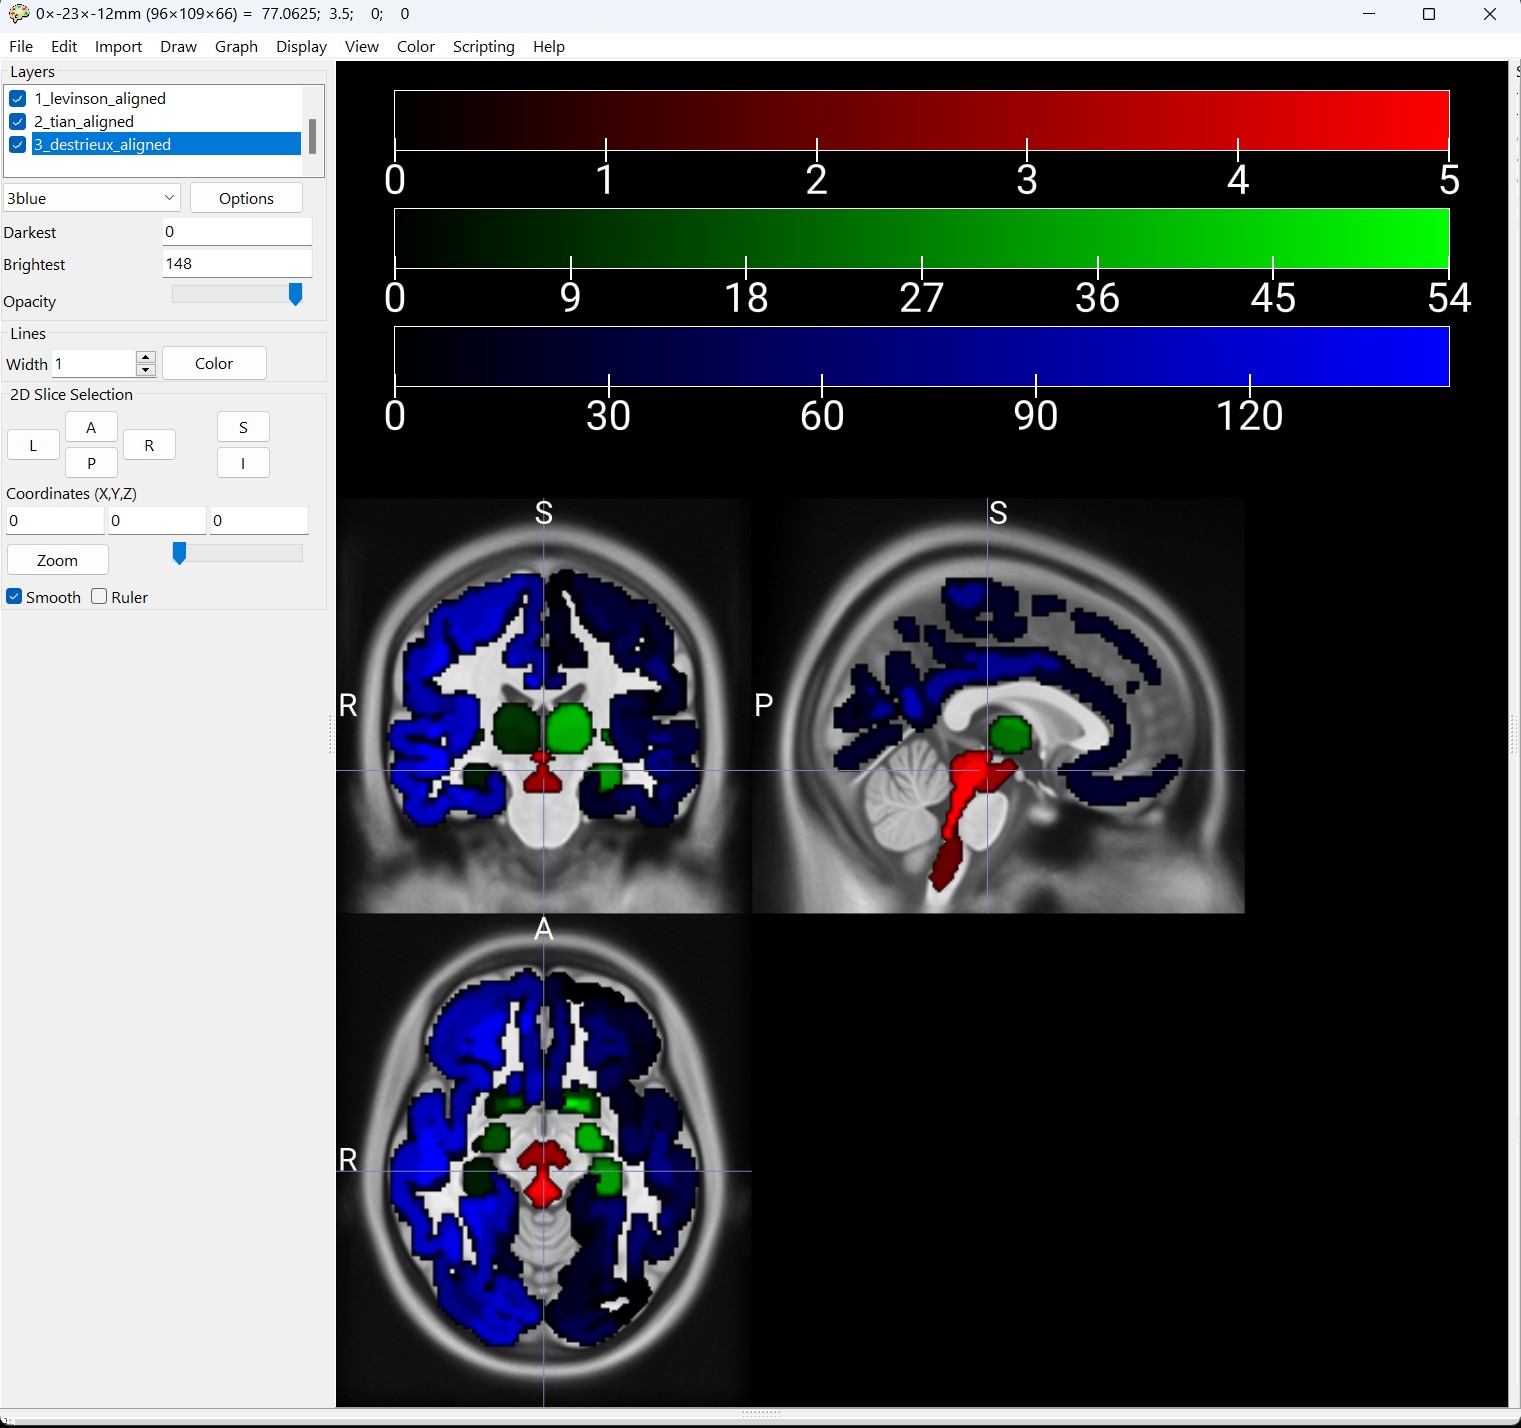 0×-23×-12mm (96×109×66) = 77.0625; 3.5; 0; 0
File Edit Import Draw Graph Display View Color Scripting Help
Layers
1_levinson_aligned
2_tian_aligned
3_destrieux_aligned
3blue Options
Darkest 0
Brightest 148
Opacity
Lines
Width 1 Color
2D Slice Selection
A S
L R
P I
Coordinates (X,Y,Z)
0 0 0
Zoom
Smooth Ruler
0 1 2 3 4 5
0 9 18 27 36 45 54
0 30 60 90 120
S S
R P
A
R